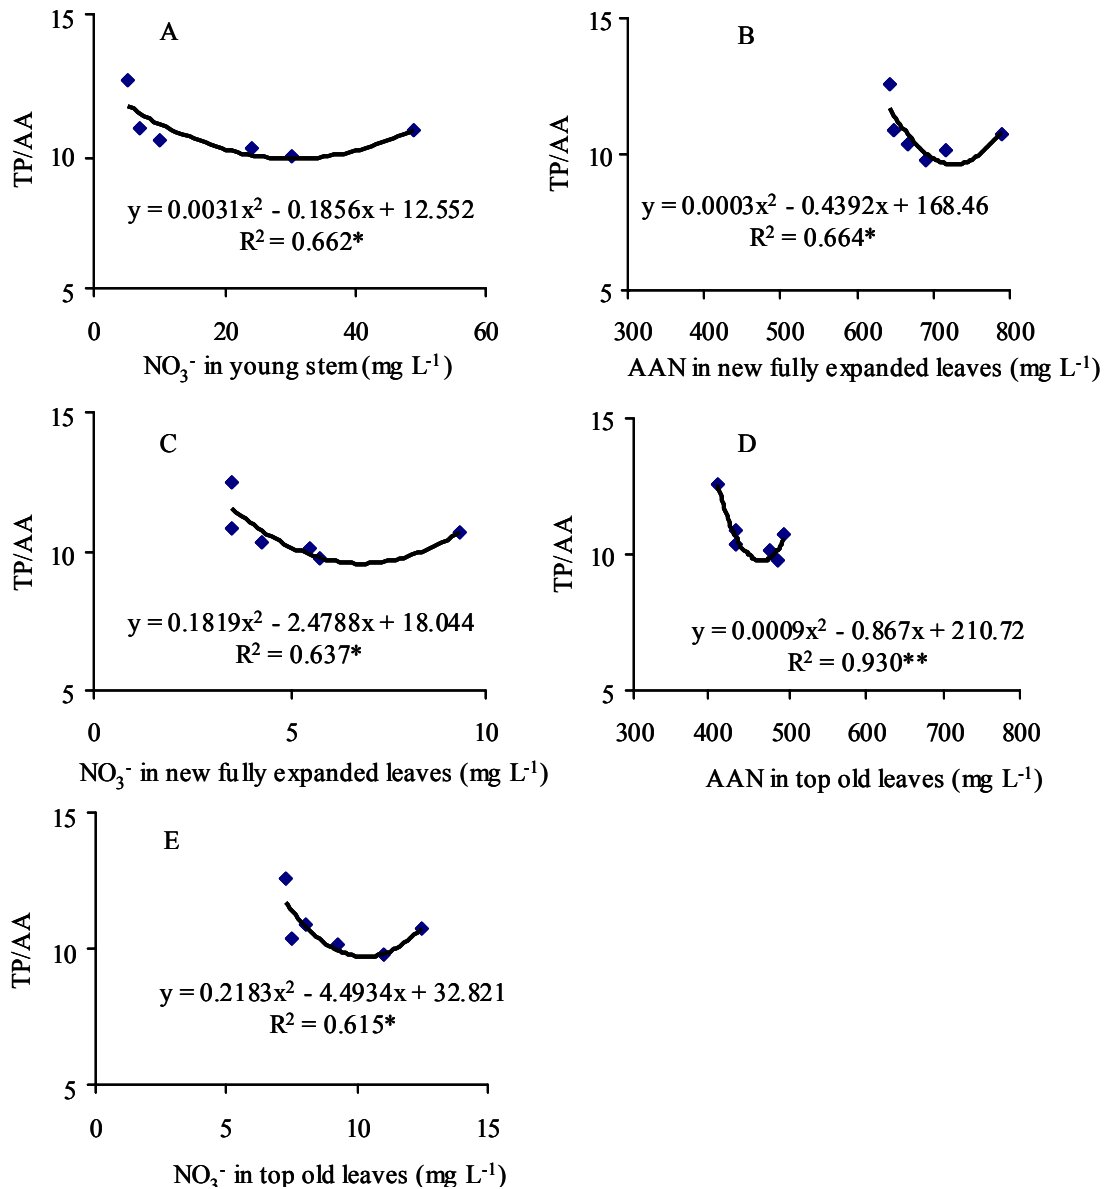 15
A
TP/AA
10
y = 0.0031x² - 0.1856x + 12.552
R² = 0.662*
5
0 20 40 60
NO₃⁻ in young stem (mg L⁻¹)
15
B
TP/AA
10
y = 0.0003x² - 0.4392x + 168.46
R² = 0.664*
5
300 400 500 600 700 800
AAN in new fully expanded leaves (mg L⁻¹)
15
C
TP/AA
10
y = 0.1819x² - 2.4788x + 18.044
R² = 0.637*
5
0 5 10
NO₃⁻ in new fully expanded leaves (mg L⁻¹)
15
D
TP/AA
10
y = 0.0009x² - 0.867x + 210.72
R² = 0.930**
5
300 400 500 600 700 800
AAN in top old leaves (mg L⁻¹)
15
E
TP/AA
10
y = 0.2183x² - 4.4934x + 32.821
R² = 0.615*
5
0 5 10 15
NO₃⁻ in top old leaves (mg L⁻¹)